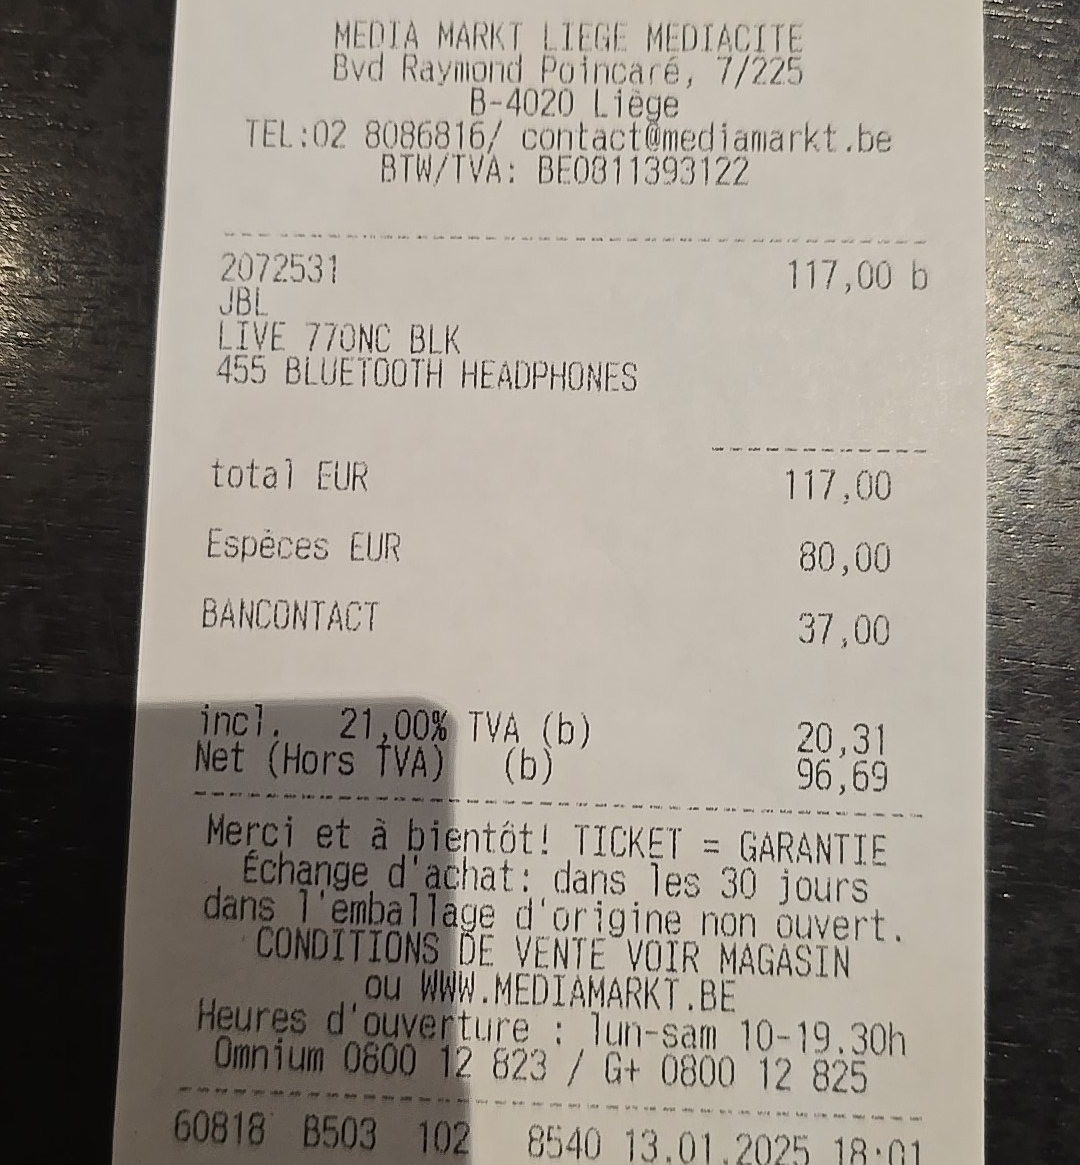 MEDIA MARKT LIEGE MEDIACITE
Bvd Raymond Poincaré, 7/225
B-4020 Liège
TEL:02 8086816/ contact@mediamarkt.be
BTW/TVA: BE0811393122
2072531 117,00 b
JBL
LIVE 770NC BLK
455 BLUETOOTH HEADPHONES
total EUR 117,00
Espèces EUR 80,00
BANCONTACT 37,00
incl. 21,00% TVA (b) 20,31
Net (Hors TVA) (b) 96,69
Merci et à bientôt! TICKET = GARANTIE
Échange d'achat: dans les 30 jours
dans l'emballage d'origine non ouvert.
CONDITIONS DE VENTE VOIR MAGASIN
ou WWW.MEDIAMARKT.BE
Heures d'ouverture : lun-sam 10-19.30h
Omnium 0800 12 823 / G+ 0800 12 825
60818 B503 102 8540 13.01.2025 18:01